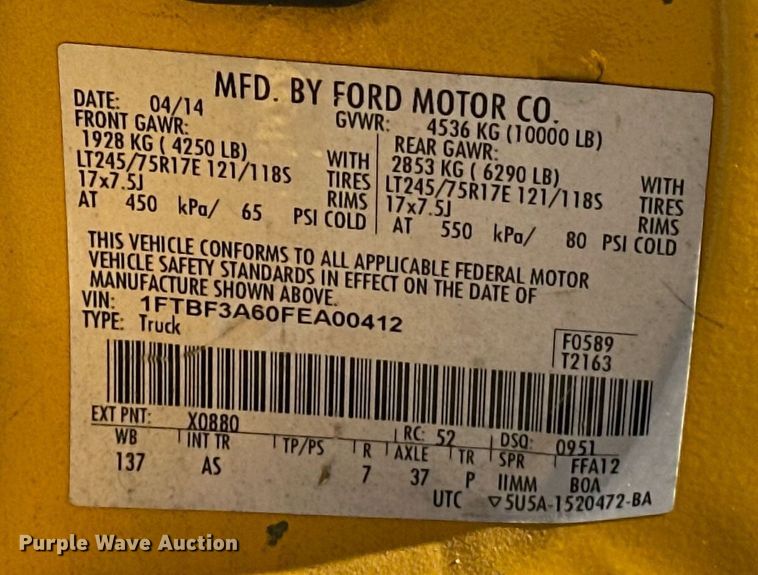 MFD. BY FORD MOTOR CO.
DATE: 04/14 GVWR: 4536 KG (10000 LB)
FRONT GAWR: REAR GAWR:
1928 KG ( 4250 LB) WITH 2853 KG ( 6290 LB) WITH
LT245/75R17E 121/118S TIRES LT245/75R17E 121/118S TIRES
17x7.5J RIMS 17x7.5J RIMS
AT 450 kPa/ 65 PSI COLD AT 550 kPa/ 80 PSI COLD
THIS VEHICLE CONFORMS TO ALL APPLICABLE FEDERAL MOTOR
VEHICLE SAFETY STANDARDS IN EFFECT ON THE DATE OF
MANUFACTURE SHOWN ABOVE.
VIN: 1FTBF3A60FEA00412
TYPE: Truck
F0589
T2163
EXT PNT: X0880 RC: 52 DSO: 0951
WB INT TR TP/PS R AXLE TR SPR FFA12
137 AS 7 37 P IIMM B0A
UTC ▽5U5A-1520472-BA
Purple Wave Auction